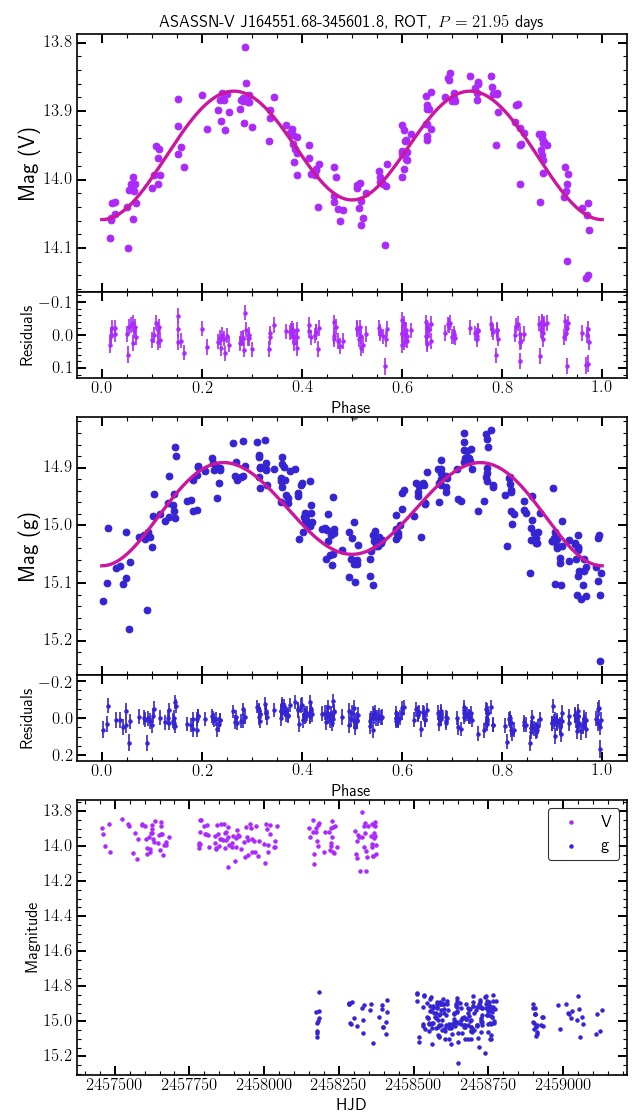 ASASSN-V J164551.68-345601.8, ROT, P = 21.95 days
13.8
13.9
14.0
14.1
Mag (V)
−0.1
0.0
0.1
Residuals
0.0 0.2 0.4 0.6 0.8 1.0
Phase
14.9
15.0
15.1
15.2
Mag (g)
−0.2
0.0
0.2
Residuals
0.0 0.2 0.4 0.6 0.8 1.0
Phase
13.8
14.0
14.2
14.4
14.6
14.8
15.0
15.2
Magnitude
V
g
2457500 2457750 2458000 2458250 2458500 2458750 2459000
HJD